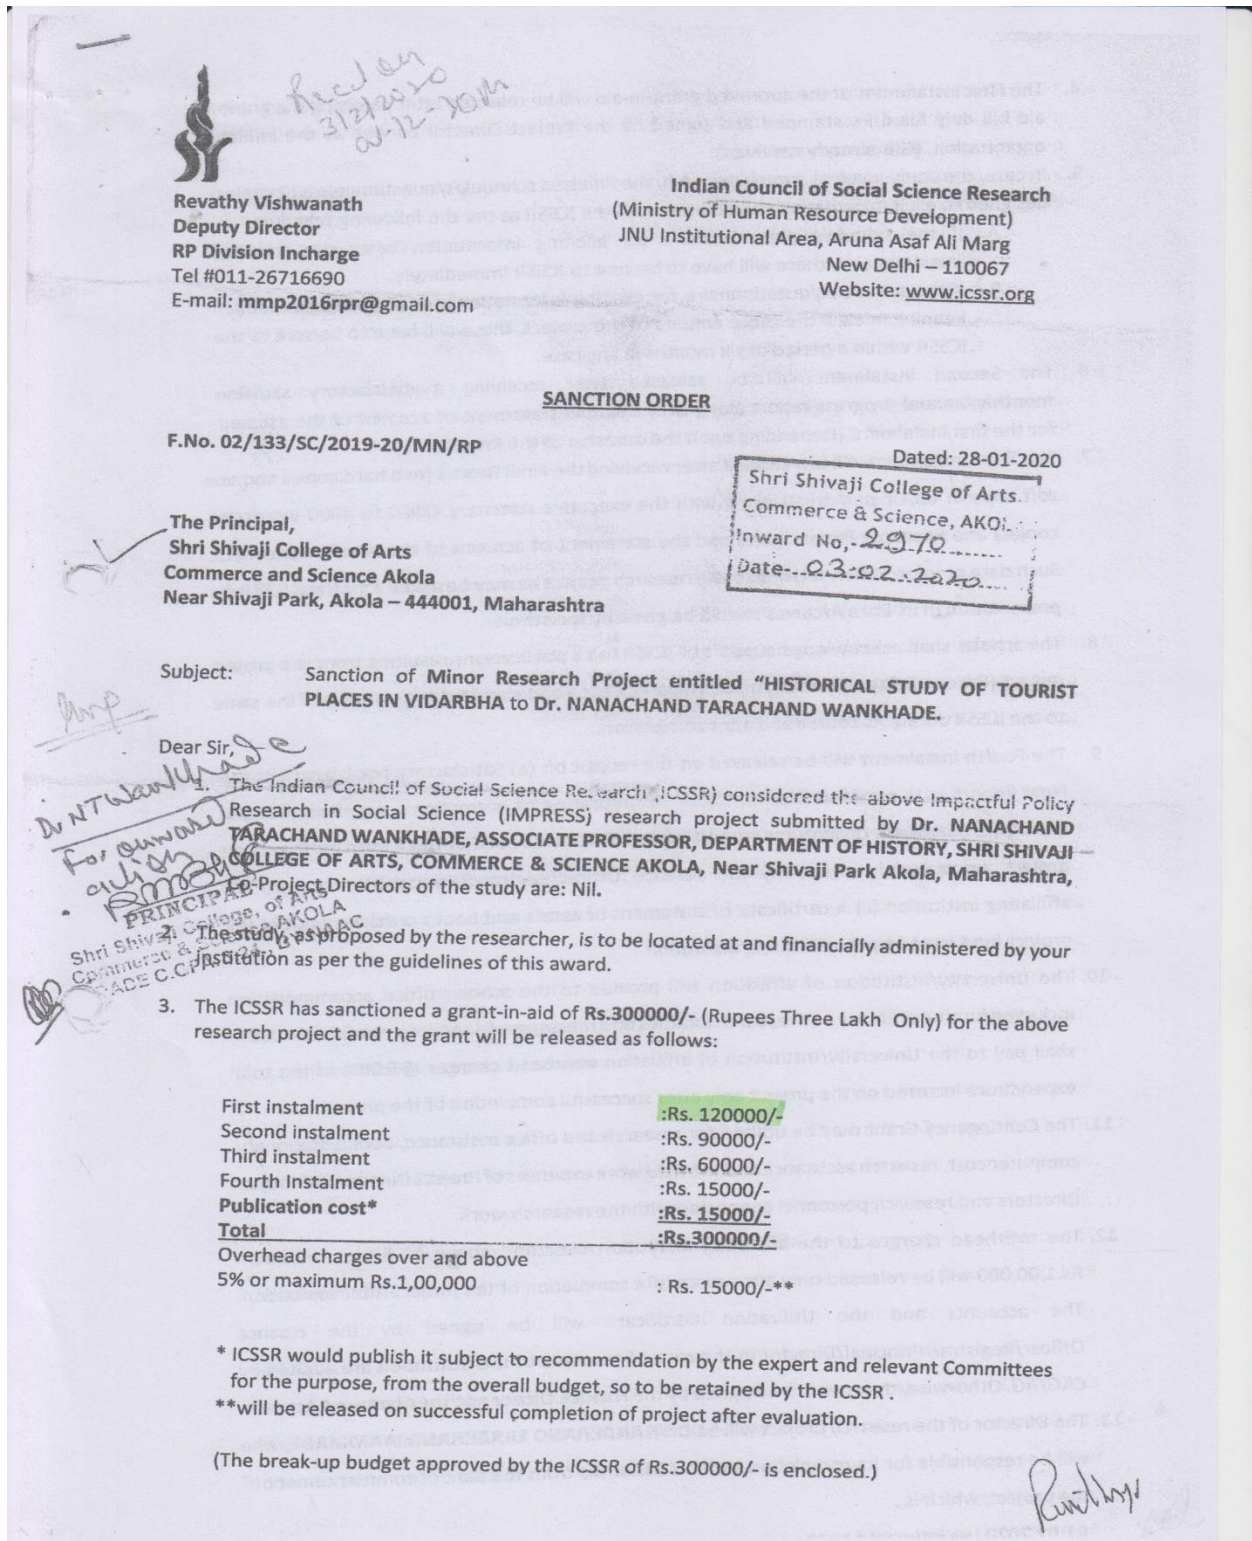 Recd on
3/2/2020
at 12-30PM
Revathy Vishwanath
Deputy Director
RP Division Incharge
Tel #011-26716690
E-mail: mmp2016rpr@gmail.com
Indian Council of Social Science Research
(Ministry of Human Resource Development)
JNU Institutional Area, Aruna Asaf Ali Marg
New Delhi – 110067
Website: www.icssr.org
SANCTION ORDER
F.No. 02/133/SC/2019-20/MN/RP
Dated: 28-01-2020
Shri Shivaji College of Arts.
Commerce & Science, AKOL
Inward No,- 2970
Date 03.02.2020
The Principal,
Shri Shivaji College of Arts
Commerce and Science Akola
Near Shivaji Park, Akola – 444001, Maharashtra
Subject: Sanction of Minor Research Project entitled “HISTORICAL STUDY OF TOURIST
PLACES IN VIDARBHA to Dr. NANACHAND TARACHAND WANKHADE.
Imp
Dear Sir,
Dr NT Wankhade
For onward
action
PRINCIPAL
Shri Shivaji College, of Arts
Commerce & Science AKOLA
1. The Indian Council of Social Science Research (ICSSR) considered the above Impactful Policy
Research in Social Science (IMPRESS) research project submitted by Dr. NANACHAND
TARACHAND WANKHADE, ASSOCIATE PROFESSOR, DEPARTMENT OF HISTORY, SHRI SHIVAJI
COLLEGE OF ARTS, COMMERCE & SCIENCE AKOLA, Near Shivaji Park Akola, Maharashtra,
Co-Project Directors of the study are: Nil.
2. The study, as proposed by the researcher, is to be located at and financially administered by your
institution as per the guidelines of this award.
3. The ICSSR has sanctioned a grant-in-aid of Rs.300000/- (Rupees Three Lakh Only) for the above
research project and the grant will be released as follows:
First instalment :Rs. 120000/-
Second instalment :Rs. 90000/-
Third instalment :Rs. 60000/-
Fourth Instalment :Rs. 15000/-
Publication cost* :Rs. 15000/-
Total :Rs.300000/-
Overhead charges over and above
5% or maximum Rs.1,00,000 : Rs. 15000/-**
* ICSSR would publish it subject to recommendation by the expert and relevant Committees
for the purpose, from the overall budget, so to be retained by the ICSSR .
**will be released on successful completion of project after evaluation.
(The break-up budget approved by the ICSSR of Rs.300000/- is enclosed.)